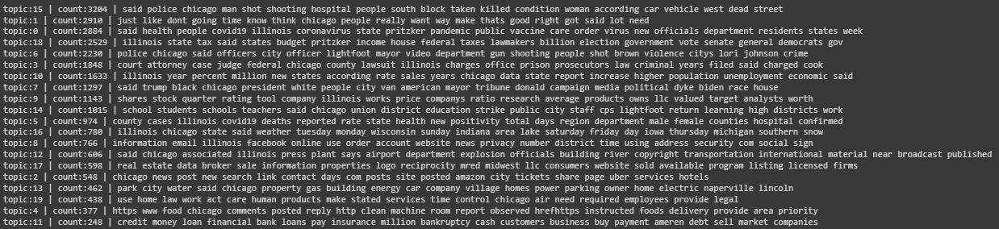 topic:15 | count:3204 | said police chicago man shot shooting hospital people south block taken killed condition woman according car vehicle west dead street
topic:1 | count:2910 | just like dont going time know think chicago people really want way make thats good right got said lot need
topic:0 | count:2884 | said health people covid19 illinois coronavirus state pritzker pandemic public vaccine care order virus new officials department residents states week
topic:18 | count:2529 | illinois state tax said states budget pritzker income house federal taxes lawmakers billion election government vote senate general democrats gov
topic:6 | count:2230 | police chicago said officers city officer lightfoot mayor video department gun shooting people shot brown violence citys lori johnson crime
topic:3 | count:1848 | court attorney case judge federal chicago county lawsuit illinois charges office prison prosecutors law criminal years filed said charged cook
topic:10 | count:1633 | illinois year percent million new states according rate sales years chicago data state report increase higher population unemployment economic said
topic:7 | count:1297 | said trump black chicago president white people city van american mayor tribune donald campaign media political dyke biden race house
topic:9 | count:1143 | shares stock quarter rating tool company illinois works price companys ratio research average products owns llc valued target analysts worth
topic:14 | count:1015 | school students schools teachers said chicago union district education strike public city staff cps lightfoot return learning high districts work
topic:5 | count:974 | county cases illinois covid19 deaths reported rate state health new positivity total days region department male female counties hospital confirmed
topic:16 | count:780 | illinois chicago state said weather tuesday monday wisconsin sunday indiana area lake saturday friday day iowa thursday michigan southern snow
topic:8 | count:766 | information email illinois facebook online use order account website news privacy number district time using address security com social sign
topic:12 | count:606 | said chicago associated illinois press plant says airport department explosion officials building river copyright transportation international material near broadcast published
topic:17 | count:598 | real estate data broker sale information properties logo reciprocity mred midwest llc consumers website sold available program listing licensed firms
topic:2 | count:548 | chicago news post new search link contact days com posts site posted amazon city tickets share page uber services hotels
topic:13 | count:462 | park city water said chicago property gas building energy car company village homes power parking owner home electric naperville lincoln
topic:19 | count:438 | use home law work act care human products make stated services time control chicago air need required employees provide legal
topic:4 | count:377 | https www food chicago comments posted reply http clean machine room report observed hrefhttps instructed foods delivery provide area priority
topic:11 | count:248 | credit money loan financial bank loans pay insurance million bankruptcy cash customers business buy payment ameren debt sell market companies